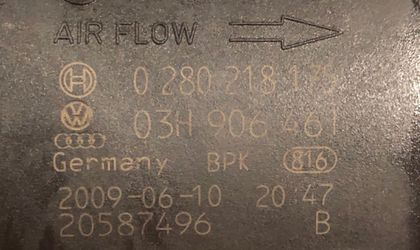 AIR FLOW
0 280 218 175
03H 906 461
Germany BPK 816
2009-06-10 20:47
20587496 B